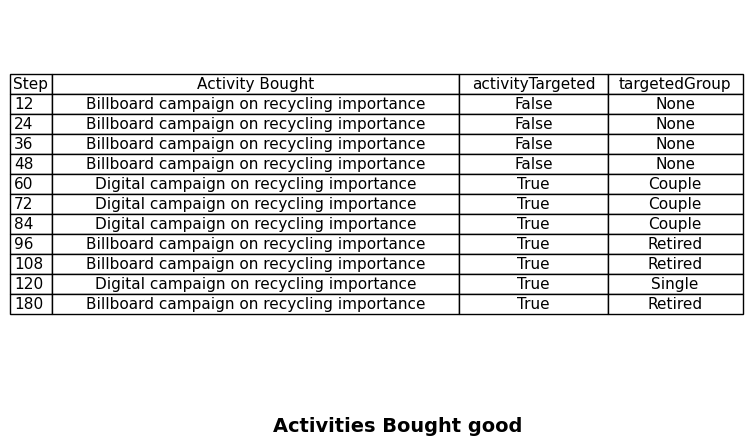 Step Activity Bought activityTargeted targetedGroup
12 Billboard campaign on recycling importance False None
24 Billboard campaign on recycling importance False None
36 Billboard campaign on recycling importance False None
48 Billboard campaign on recycling importance False None
60 Digital campaign on recycling importance True Couple
72 Digital campaign on recycling importance True Couple
84 Digital campaign on recycling importance True Couple
96 Billboard campaign on recycling importance True Retired
108 Billboard campaign on recycling importance True Retired
120 Digital campaign on recycling importance True Single
180 Billboard campaign on recycling importance True Retired
Activities Bought good